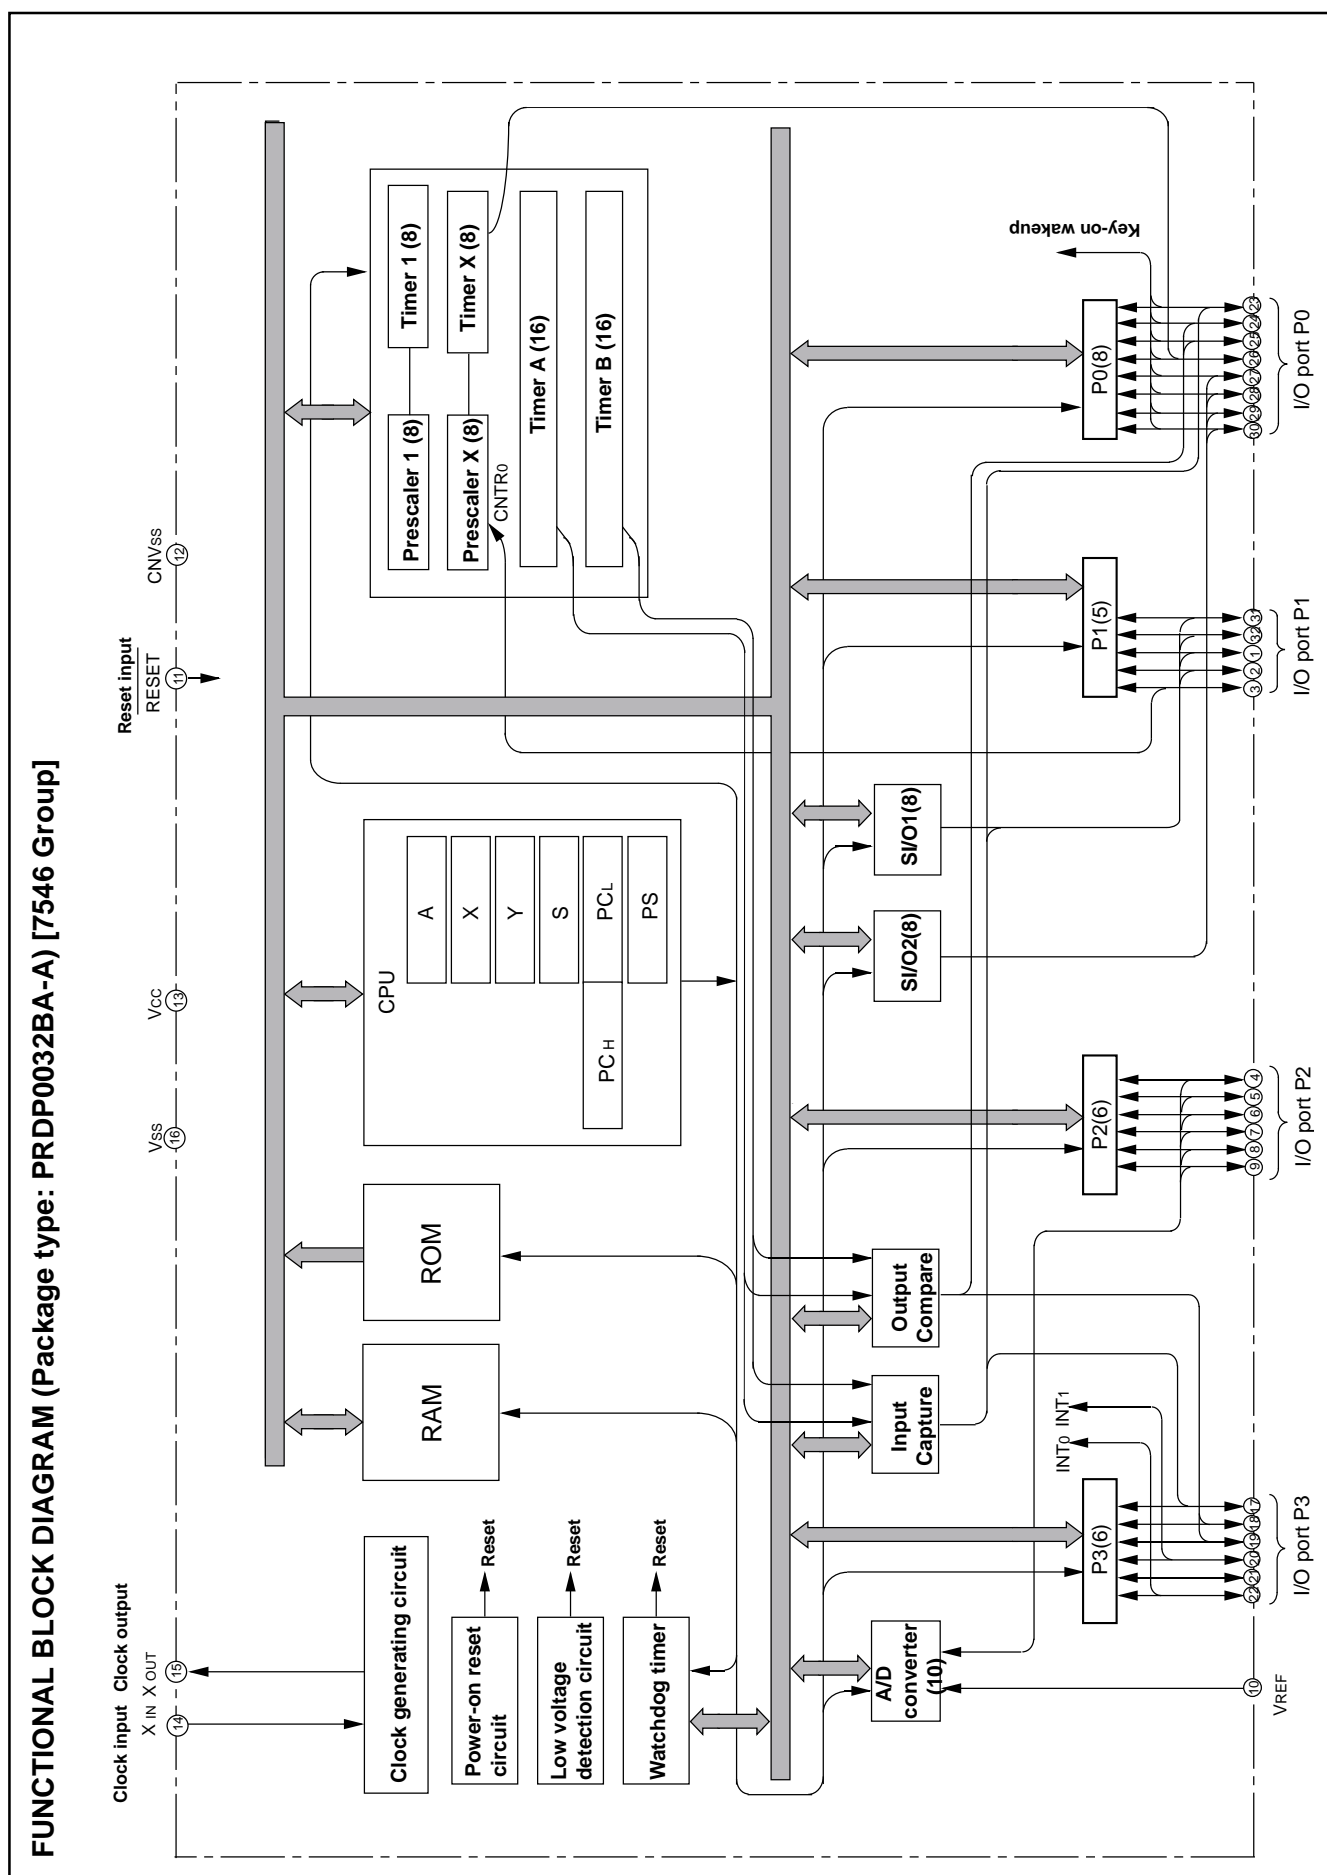 FUNCTIONAL BLOCK DIAGRAM (Package type: PRDP0032BA-A) [7546 Group]
Clock input
Clock output
XIN
XOUT
14
15
VSS
16
VCC
13
Reset input
RESET
11
CNVSS
12
Clock generating circuit
Power-on reset
circuit
Reset
Low voltage
detection circuit
Reset
Watchdog timer
Reset
RAM
ROM
CPU
A
X
Y
S
PCH
PCL
PS
Prescaler 1 (8)
Timer 1 (8)
Prescaler X (8)
Timer X (8)
CNTR0
Timer A (16)
Timer B (16)
A/D
converter
(10)
Input
Capture
Output
Compare
SI/O2(8)
SI/O1(8)
INT0
INT1
Key-on wakeup
P3(6)
P2(6)
P1(5)
P0(8)
10
22
21
20
19
18
17
9
8
7
6
5
4
3
2
1
32
31
30
29
28
27
26
25
24
23
VREF
I/O port P3
I/O port P2
I/O port P1
I/O port P0